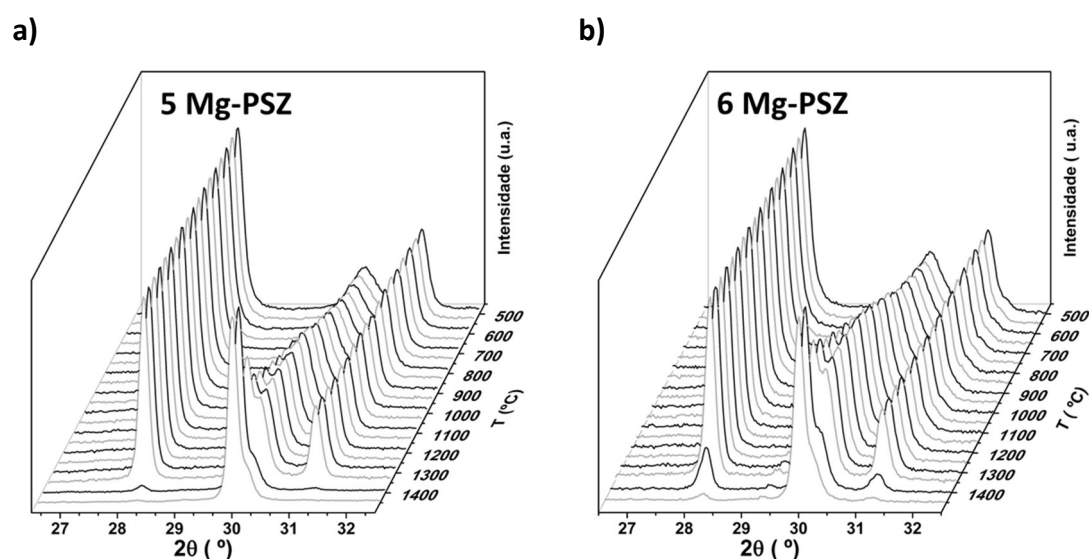 a)
5 Mg-PSZ
Intensidade (u.a.)
500
600
700
800
900
1000
1100
1200
1300
1400
T (ºC)
27 28 29 30 31 32
2θ ( º)
b)
6 Mg-PSZ
Intensidade ( u.a.)
500
600
700
800
900
1000
1100
1200
1300
1400
T ( ºC)
27 28 29 30 31 32
2θ ( º)